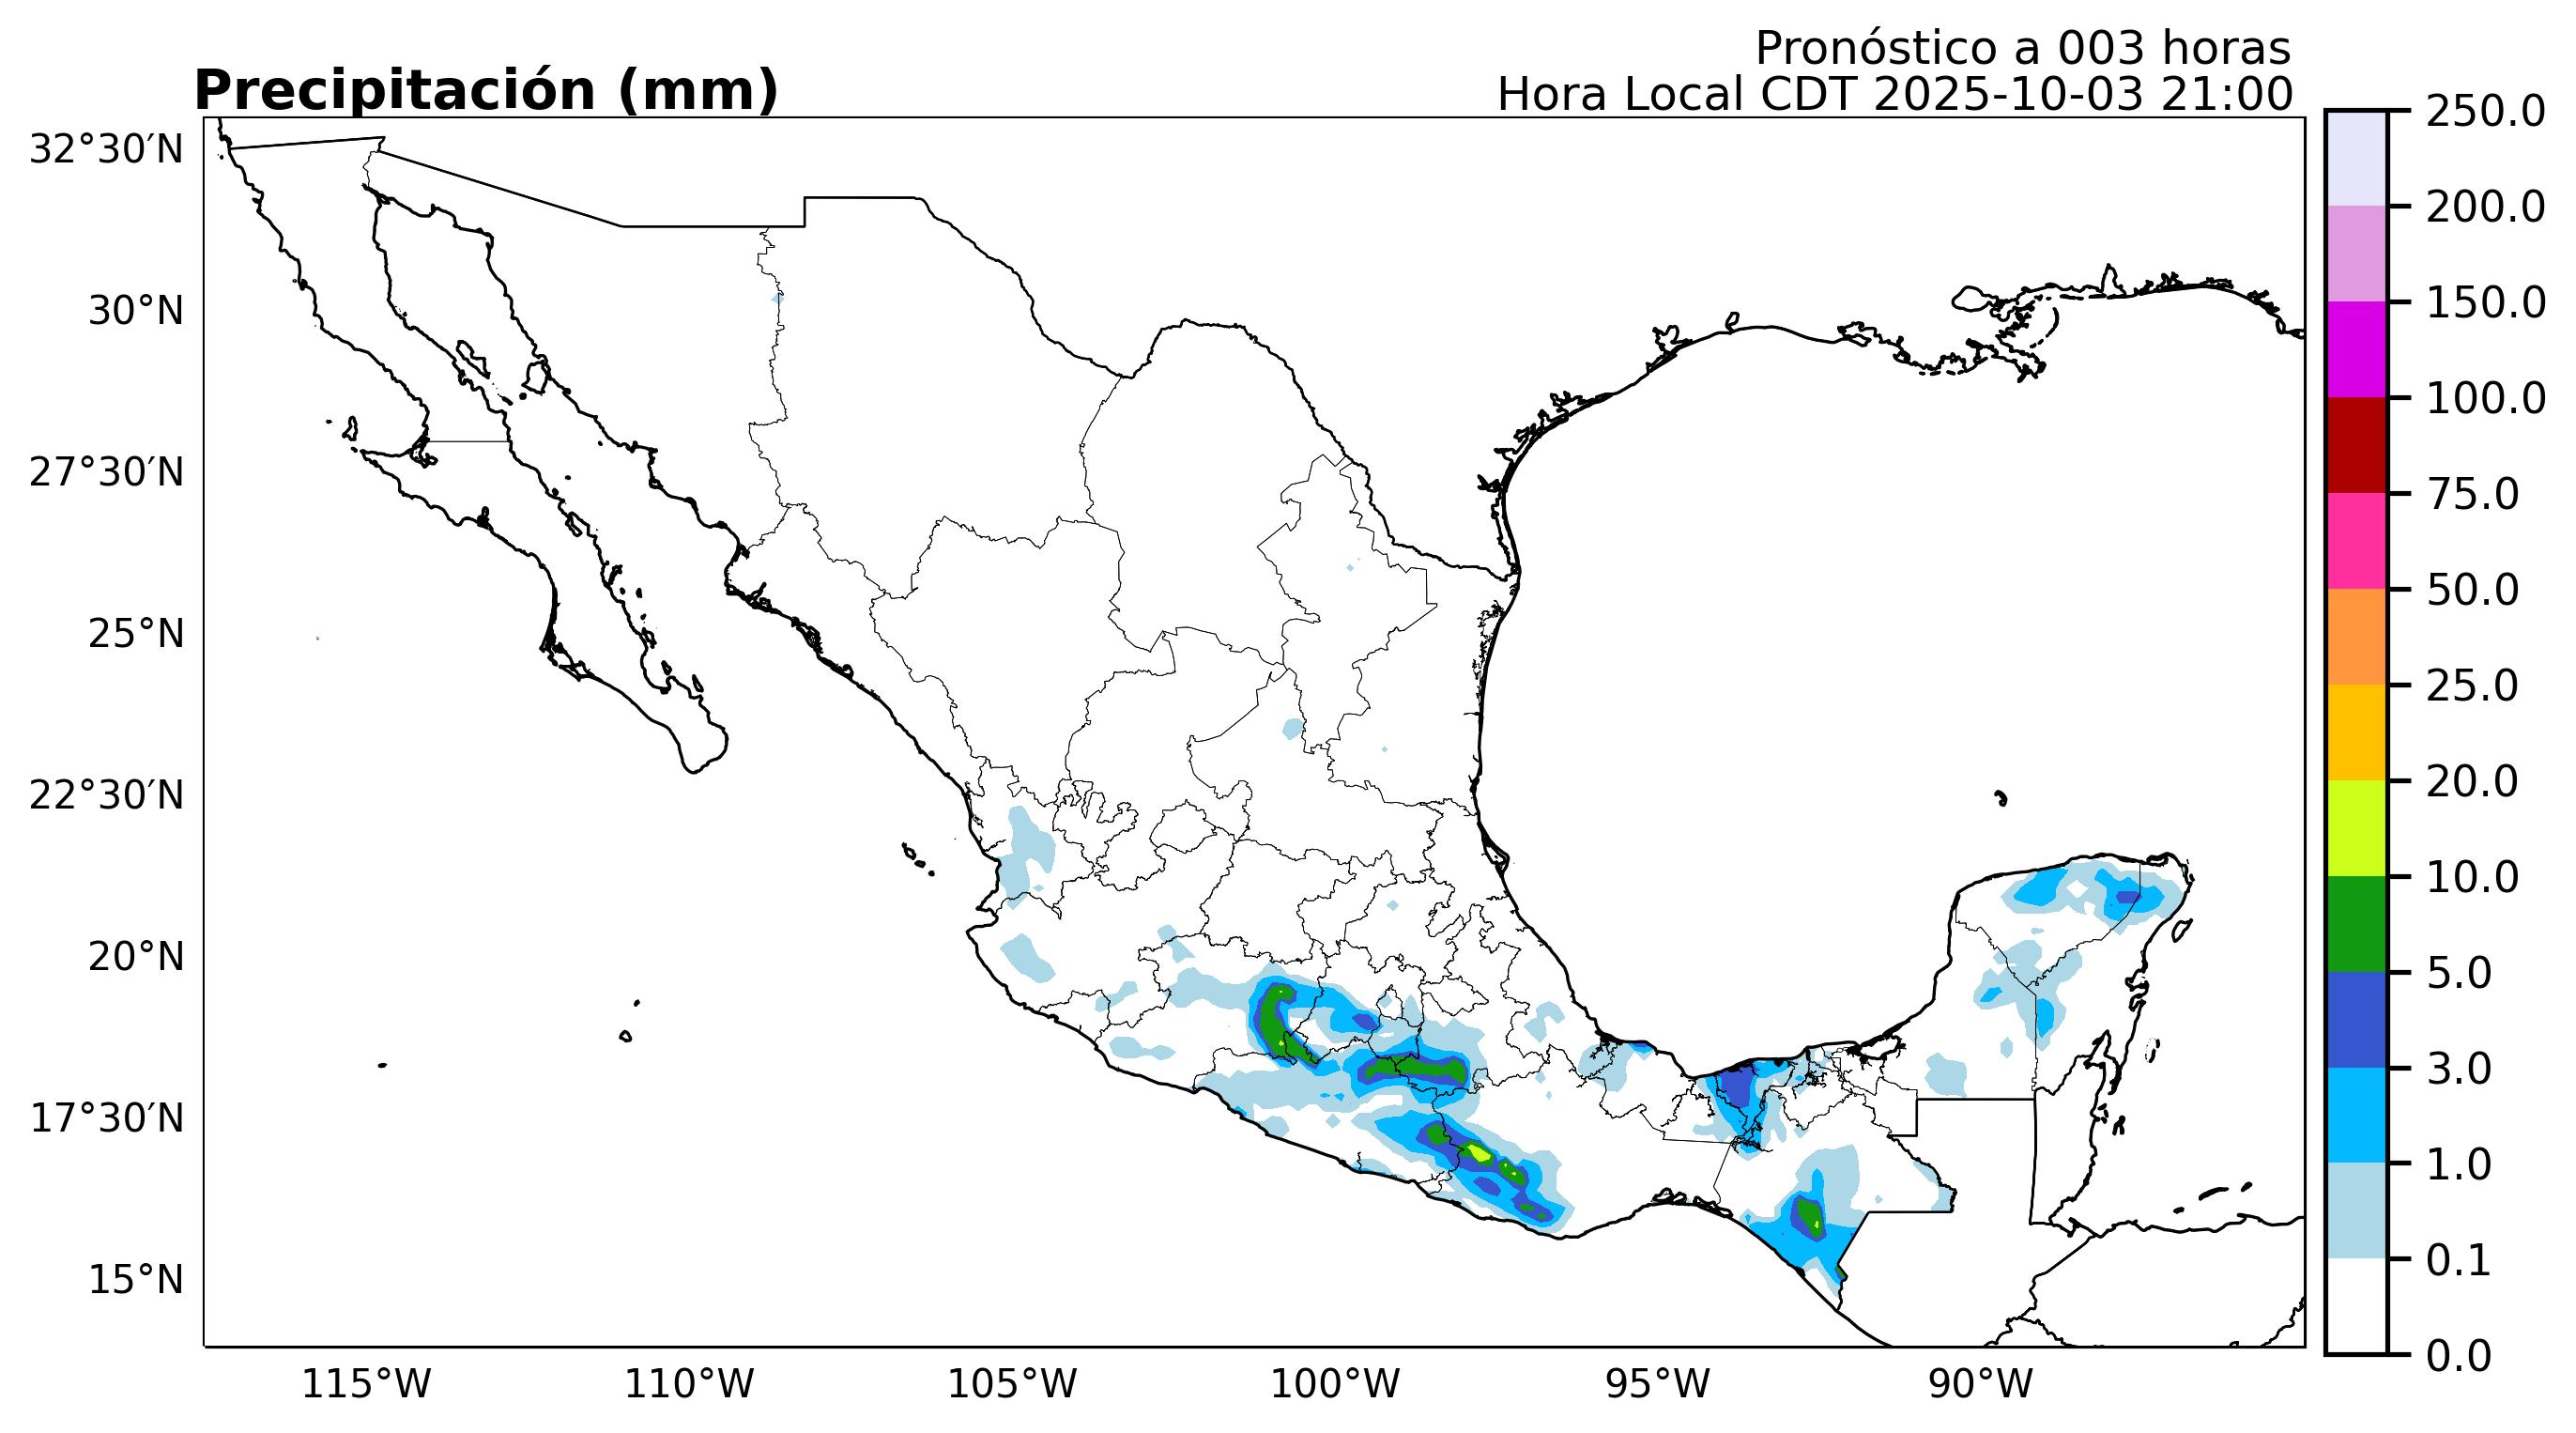 Pronóstico a 003 horas
Precipitación (mm)
Hora Local CDT 2025-10-03 21:00
32°30′N
30°N
27°30′N
25°N
22°30′N
20°N
17°30′N
15°N
115°W
110°W
105°W
100°W
95°W
90°W
250.0
200.0
150.0
100.0
75.0
50.0
25.0
20.0
10.0
5.0
3.0
1.0
0.1
0.0